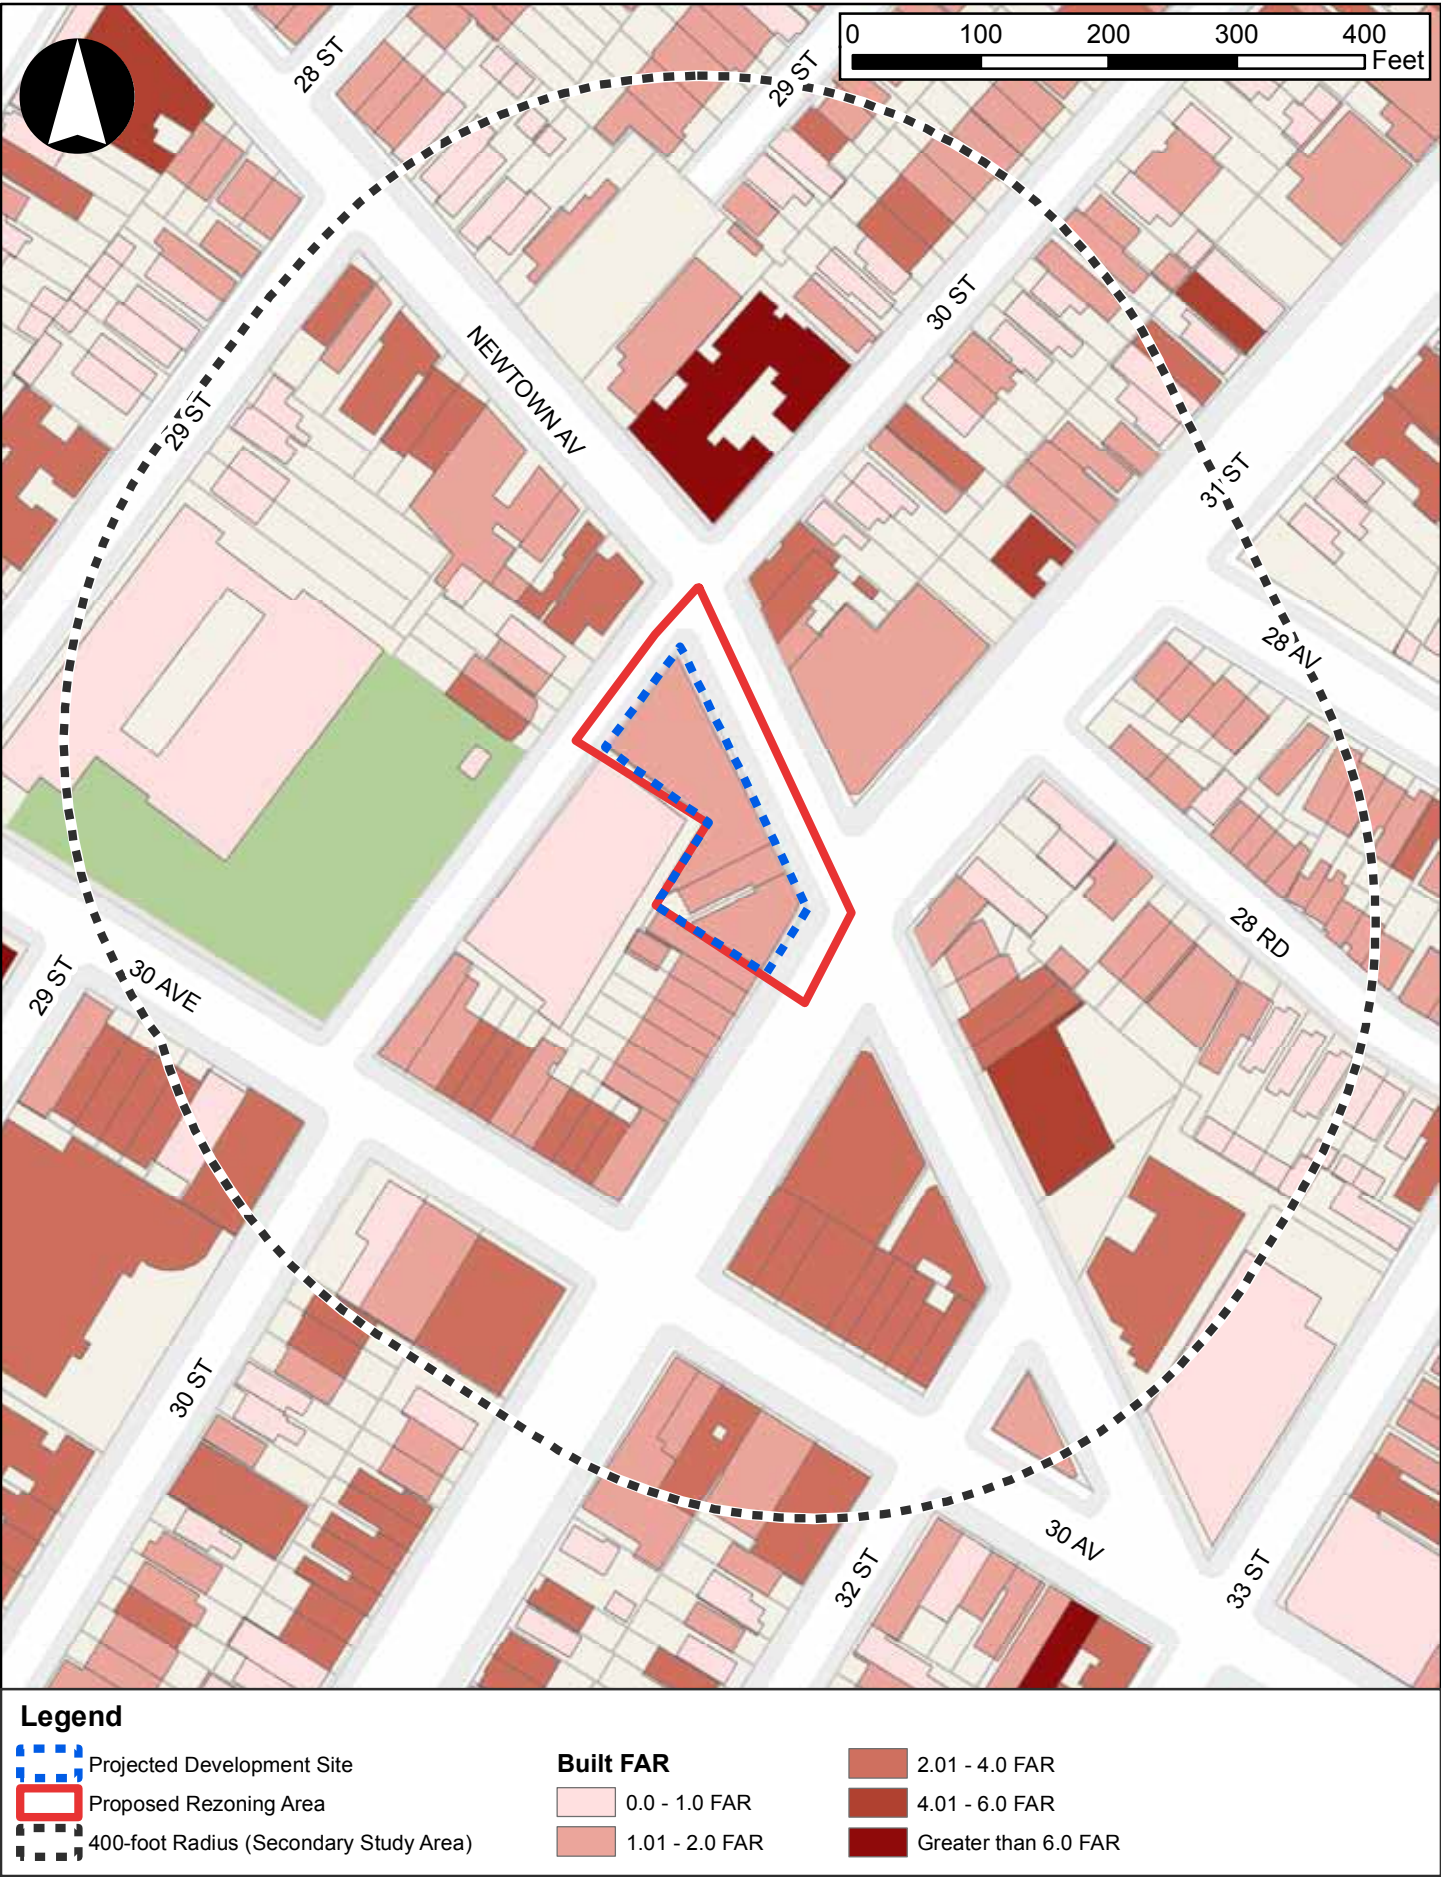 0 100 200 300 400
Feet
28 ST
29 ST
30 ST
NEWTOWN AV
29 ST
31 ST
28 AV
28 RD
29 ST
30 AVE
30 ST
30 AV
32 ST
33 ST
Legend
Projected Development Site
Proposed Rezoning Area
400-foot Radius (Secondary Study Area)
Built FAR
0.0 - 1.0 FAR
1.01 - 2.0 FAR
2.01 - 4.0 FAR
4.01 - 6.0 FAR
Greater than 6.0 FAR